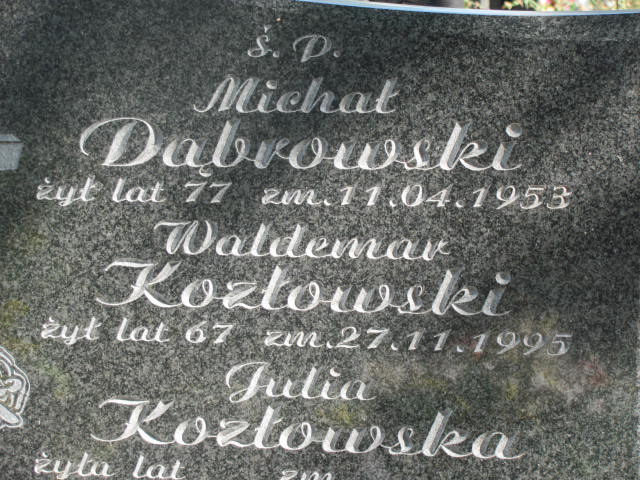 Ś. P.
Michał
Dąbrowski
żył lat 77 zm. 11.04.1953
Waldemar
Kozłowski
żył lat 67 zm. 27.11.1995
Julia
Kozłowska
żyła lat zm.